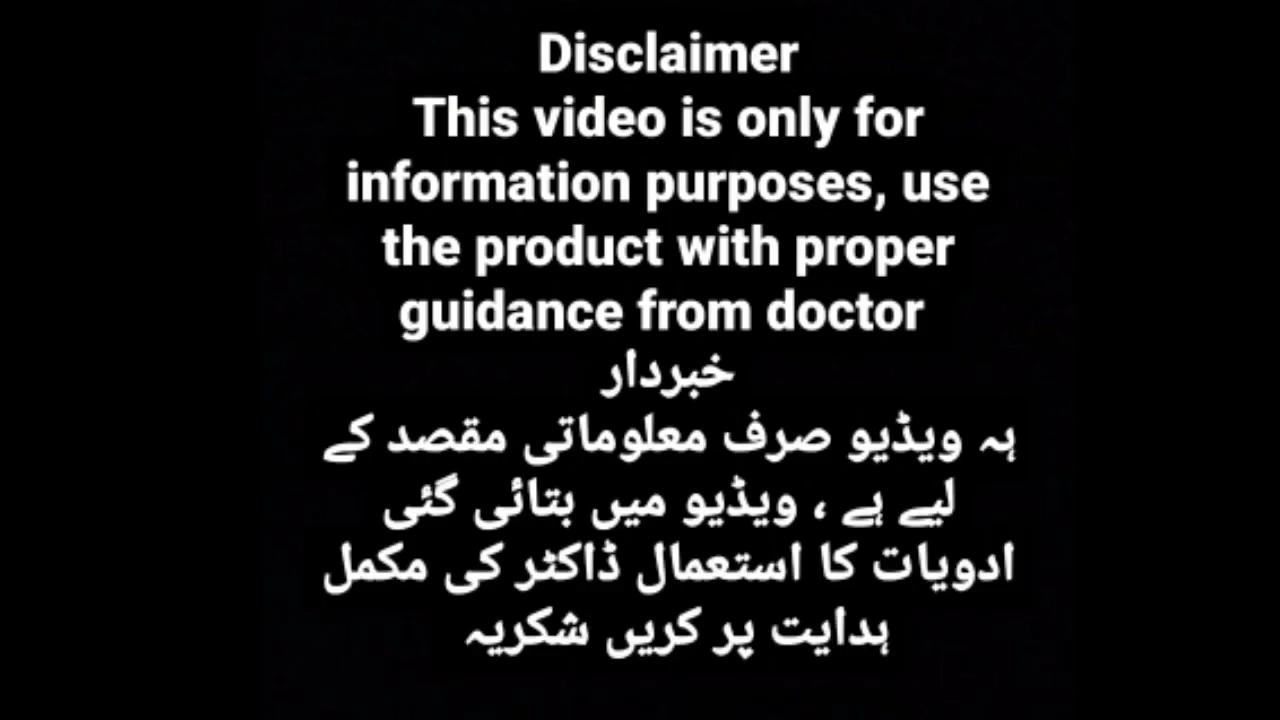 Disclaimer
This video is only for
information purposes, use
the product with proper
guidance from doctor
خبردار
ہہ ویڈیو صرف معلوماتی مقصد کے
لیے ہے ، ویڈیو میں بتائی گئی
ادویات کا استعمال ڈاکٹر کی مکمل
ہدایت پر کریں شکریہ